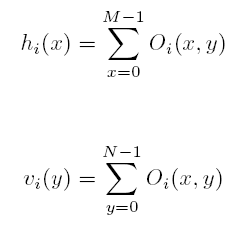 h_i(x) = \sum_{x=0}^{M-1} O_i(x, y)
v_i(y) = \sum_{y=0}^{N-1} O_i(x, y)